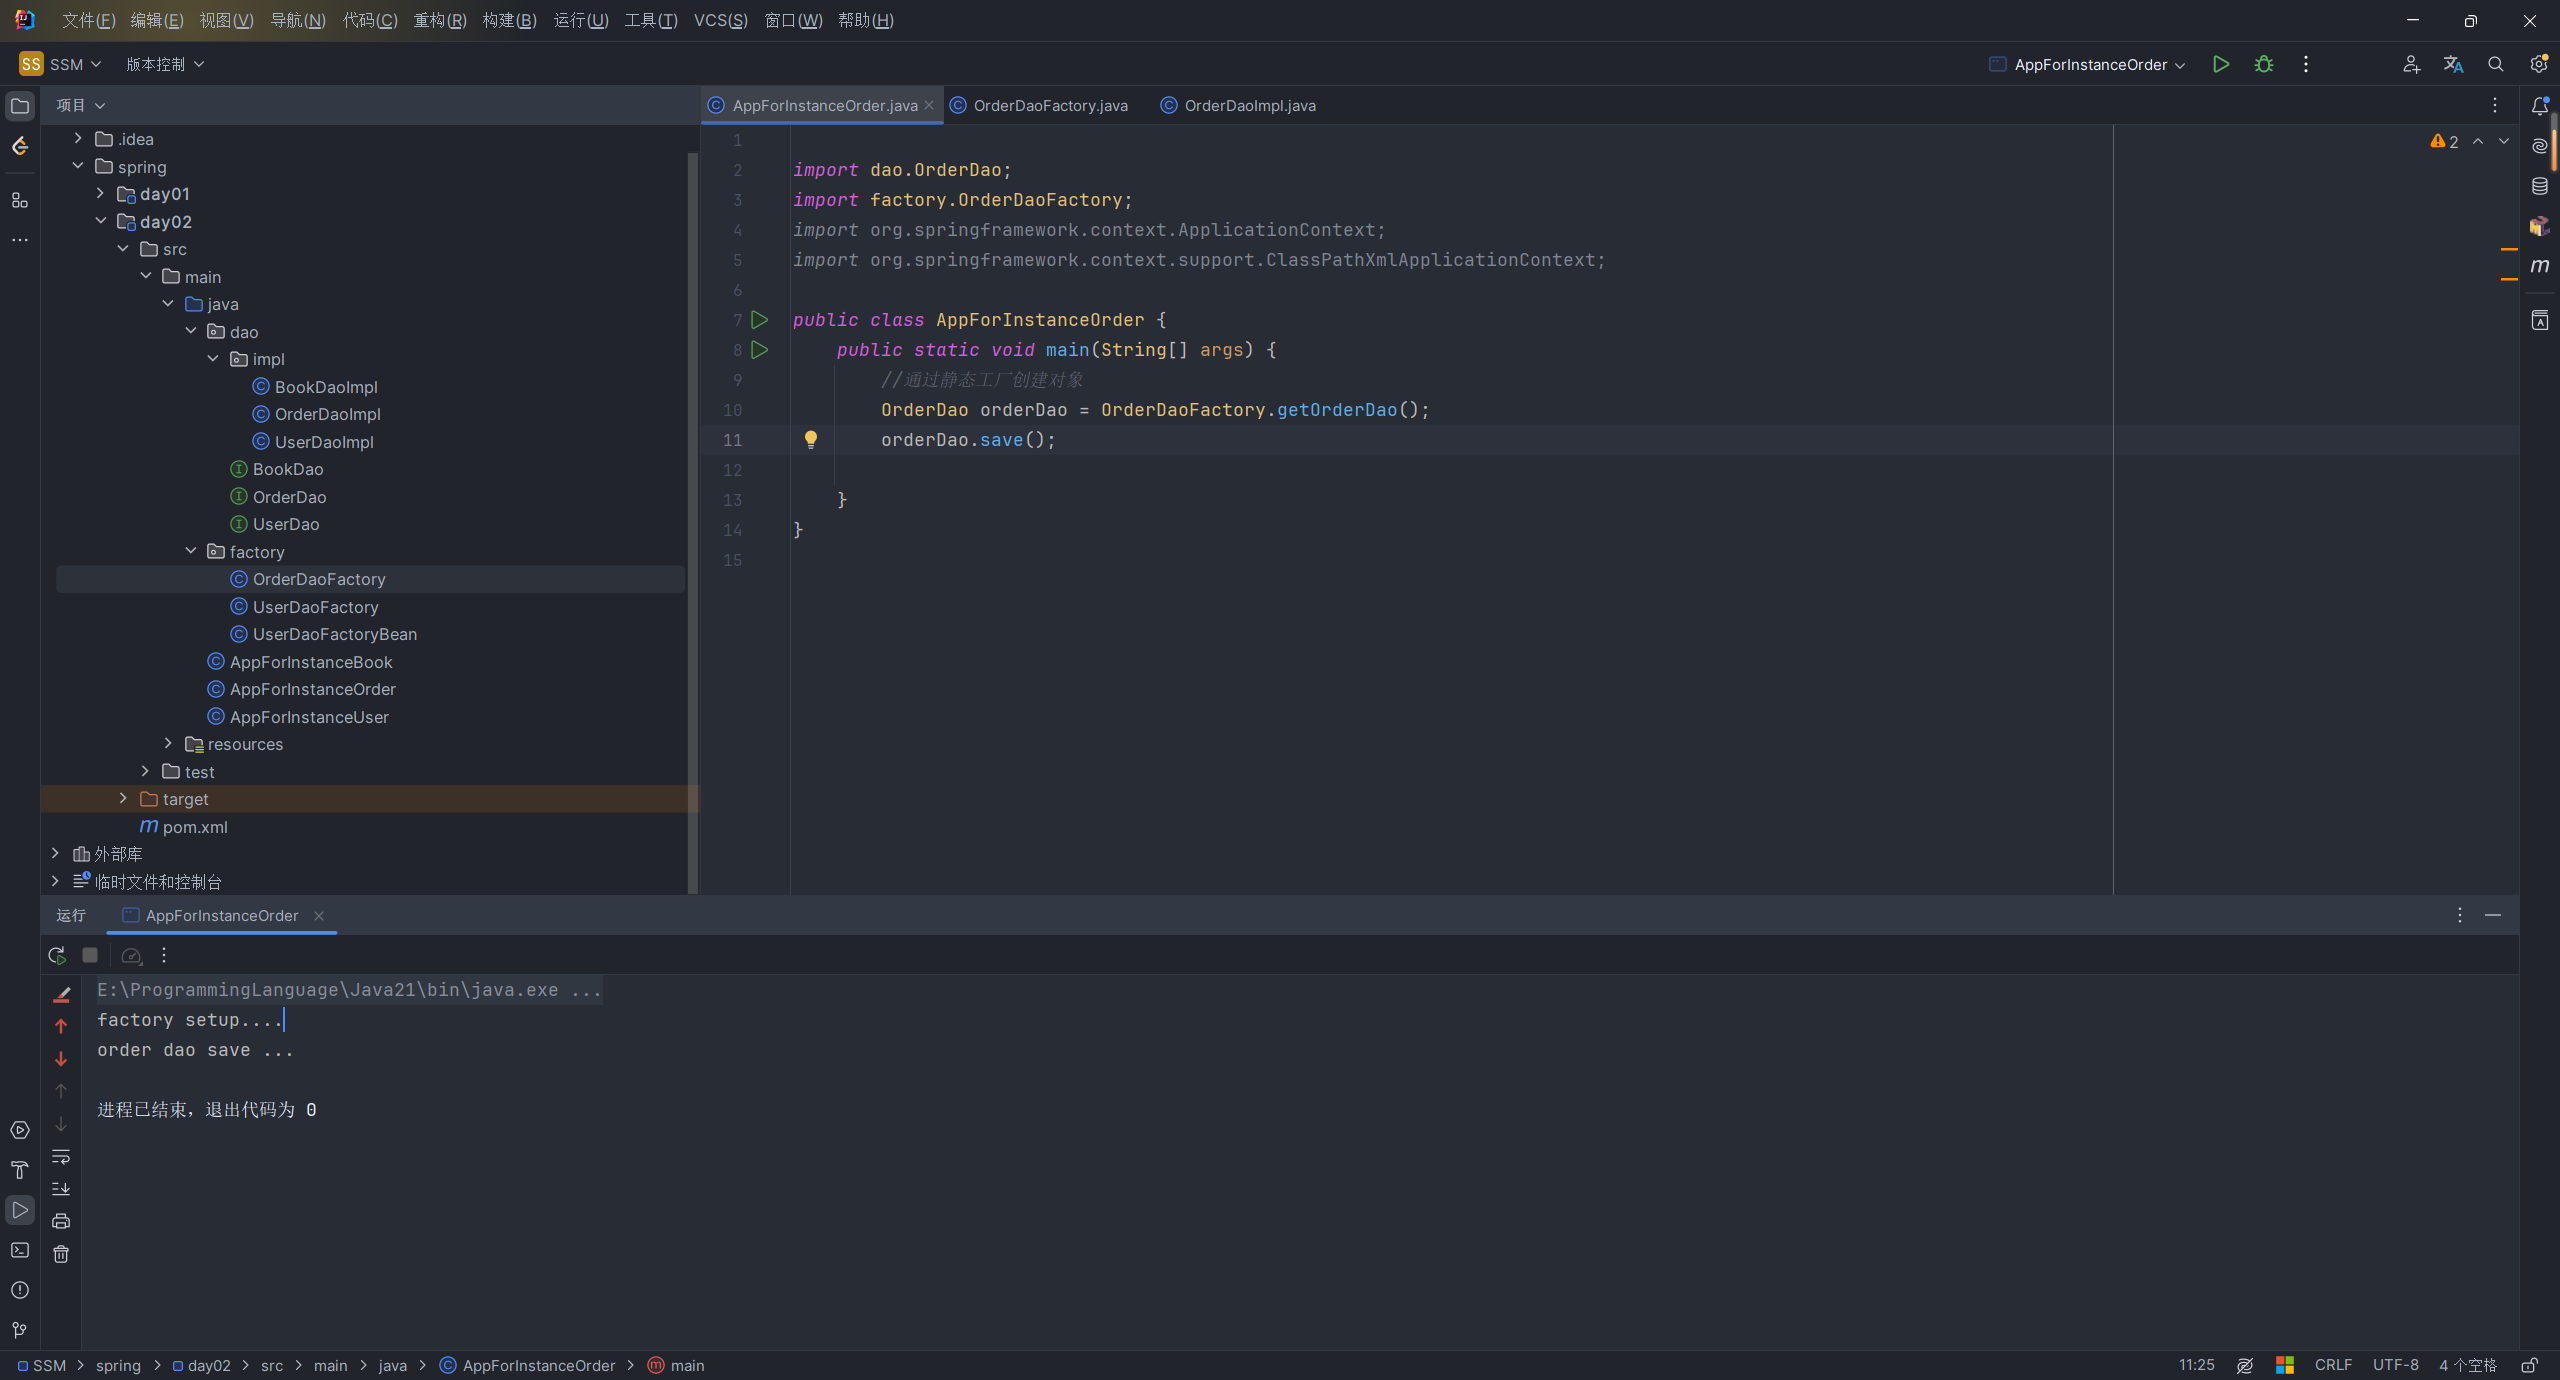 文件(F) 编辑(E) 视图(V) 导航(N) 代码(C) 重构(R) 构建(B) 运行(U) 工具(T) VCS(S) 窗口(W) 帮助(H)
SS SSM 版本控制 AppForInstanceOrder
项目
.idea
spring
day01
day02
src
main
java
dao
impl
BookDaoImpl
OrderDaoImpl
UserDaoImpl
BookDao
OrderDao
UserDao
factory
OrderDaoFactory
UserDaoFactory
UserDaoFactoryBean
AppForInstanceBook
AppForInstanceOrder
AppForInstanceUser
resources
test
target
pom.xml
外部库
临时文件和控制台
AppForInstanceOrder.java OrderDaoFactory.java OrderDaoImpl.java
2
1
2 import dao.OrderDao;
3 import factory.OrderDaoFactory;
4 import org.springframework.context.ApplicationContext;
5 import org.springframework.context.support.ClassPathXmlApplicationContext;
6
7 public class AppForInstanceOrder {
8 public static void main(String[] args) {
9 //通过静态工厂创建对象
10 OrderDao orderDao = OrderDaoFactory.getOrderDao();
11 orderDao.save();
12
13 }
14 }
15
运行 AppForInstanceOrder
E:\ProgrammingLanguage\Java21\bin\java.exe ...
factory setup....
order dao save ...
进程已结束，退出代码为 0
SSM > spring > day02 > src > main > java > AppForInstanceOrder > main
11:25 CRLF UTF-8 4 个空格